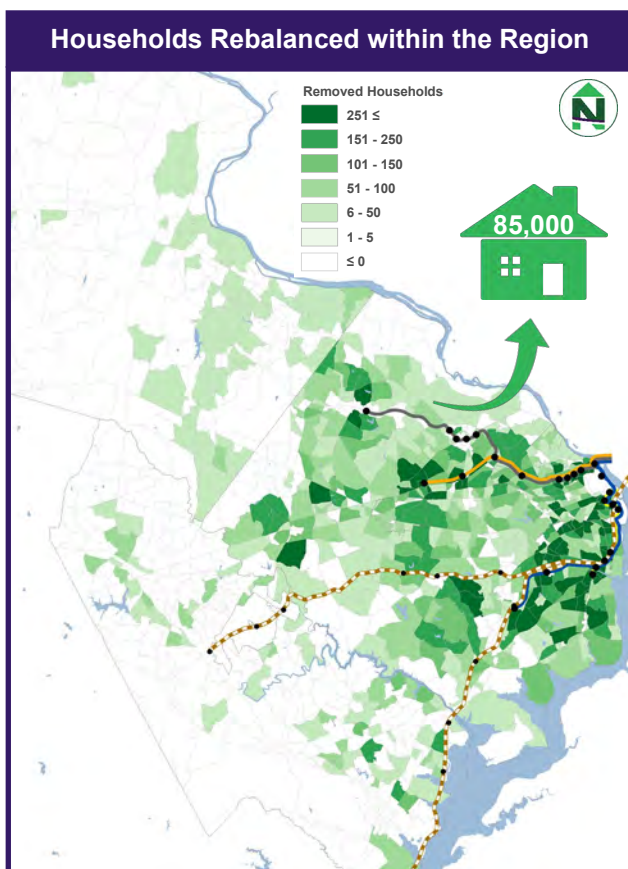 Households Rebalanced within the Region
Removed Households
251 ≤
151 - 250
101 - 150
51 - 100
6 - 50
1 - 5
≤ 0
N
85,000